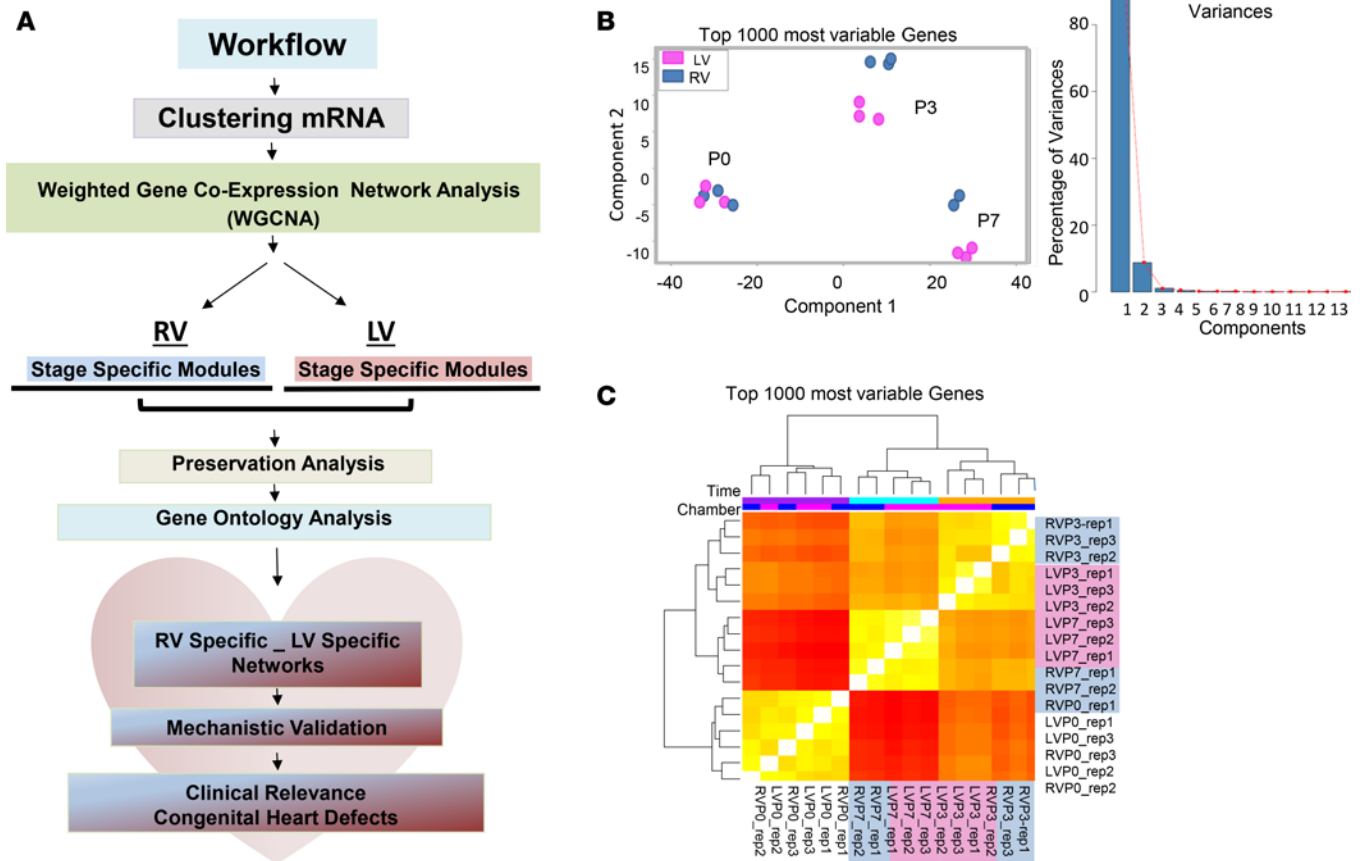 A
Workflow
Clustering mRNA
Weighted Gene Co-Expression Network Analysis
(WGCNA)
RV
LV
Stage Specific Modules
Stage Specific Modules
Preservation Analysis
Gene Ontology Analysis
RV Specific _ LV Specific
Networks
Mechanistic Validation
Clinical Relevance
Congenital Heart Defects
B
Top 1000 most variable Genes
LV
RV
P0
P3
P7
Component 2
15
10
5
0
-5
-10
-40
-20
0
20
40
Component 1
Variances
Percentage of Variances
80
60
40
20
0
1 2 3 4 5 6 7 8 9 10 11 12 13
Components
C
Top 1000 most variable Genes
Time
Chamber
RVP3-rep1
RVP3_rep3
RVP3_rep2
LVP3_rep1
LVP3_rep3
LVP3_rep2
LVP7_rep3
LVP7_rep2
LVP7_rep1
RVP7_rep1
RVP7_rep2
RVP0_rep1
LVP0_rep1
LVP0_rep3
RVP0_rep3
LVP0_rep2
RVP0_rep2
RVP0_rep2
LVP0_rep2
RVP0_rep3
LVP0_rep3
LVP0_rep1
RVP0_rep1
RVP7_rep2
RVP7_rep1
LVP7_rep1
LVP7_rep2
LVP7_rep3
LVP3_rep2
LVP3_rep3
LVP3_rep1
RVP3_rep2
RVP3_rep3
RVP3-rep1